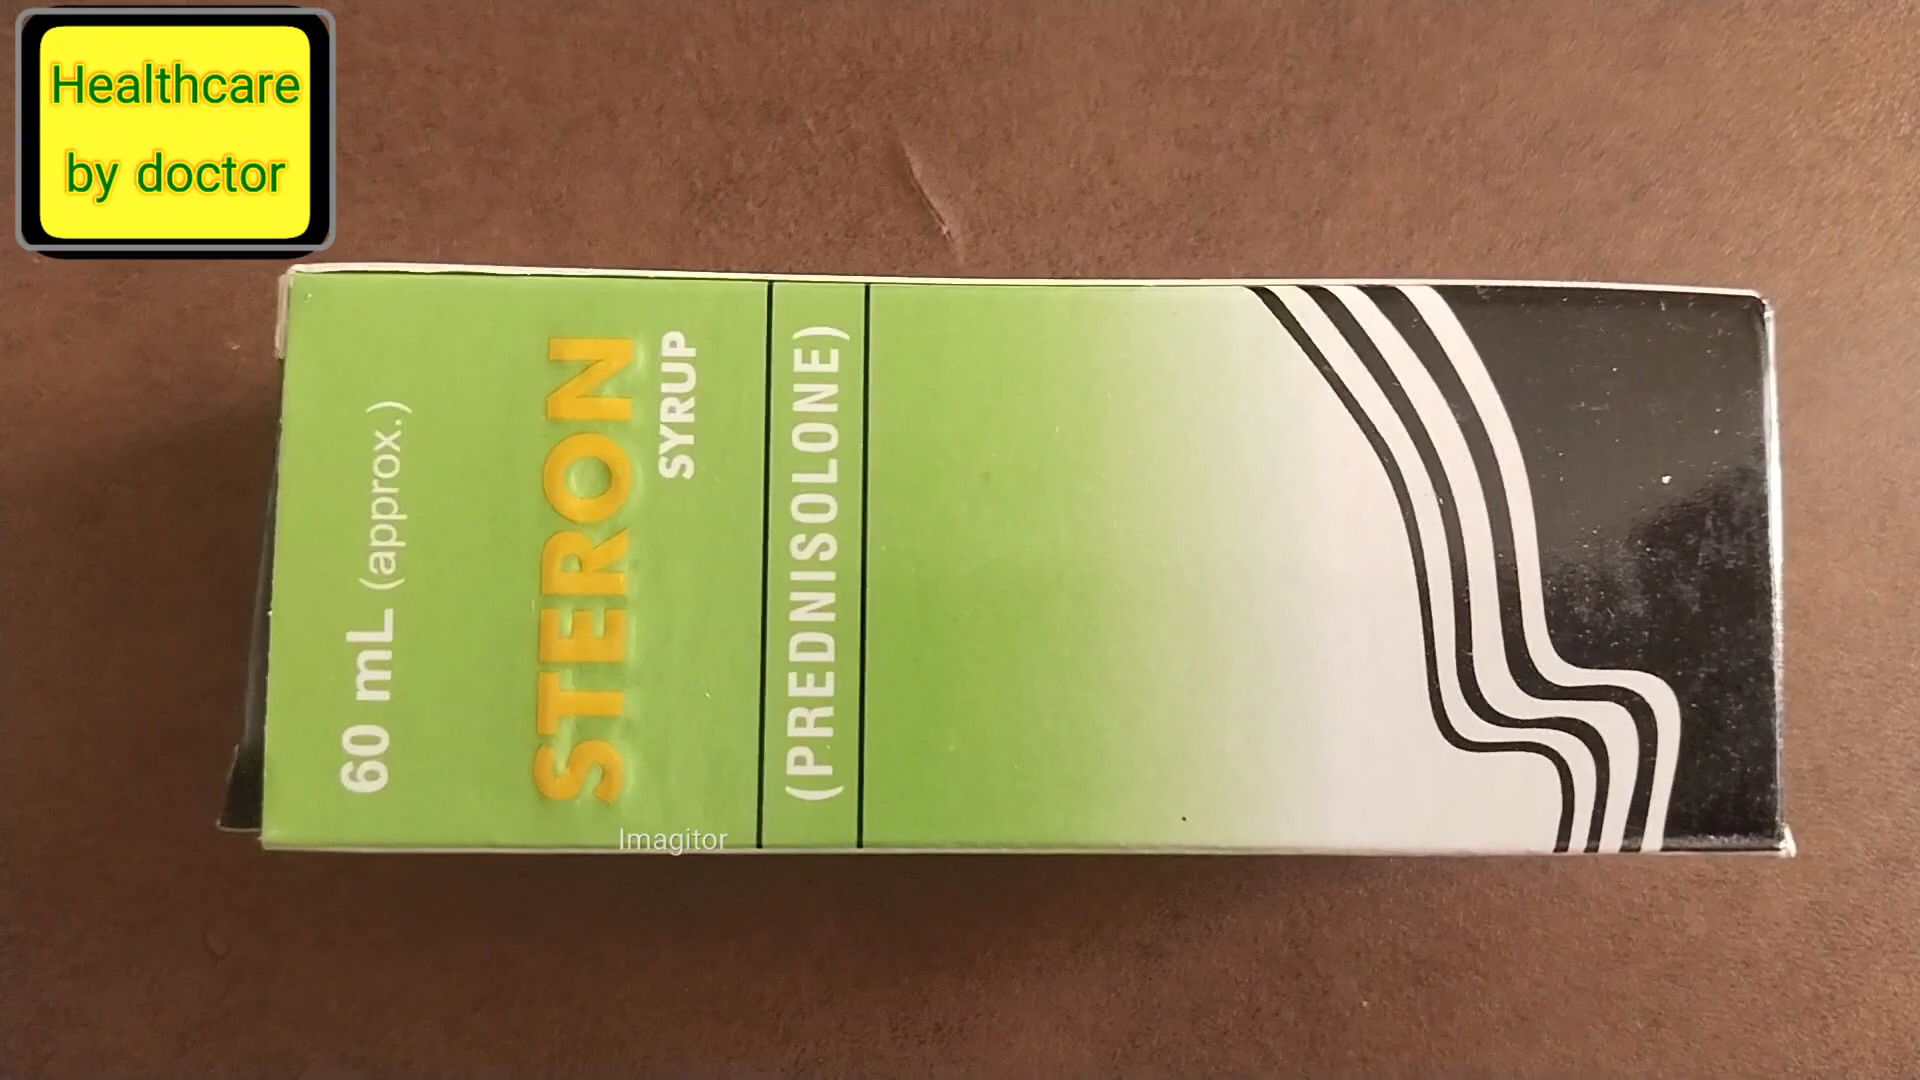 Healthcare
by doctor
60 mL (approx.)
STERON
SYRUP
(PREDNISOLONE)
Imagitor